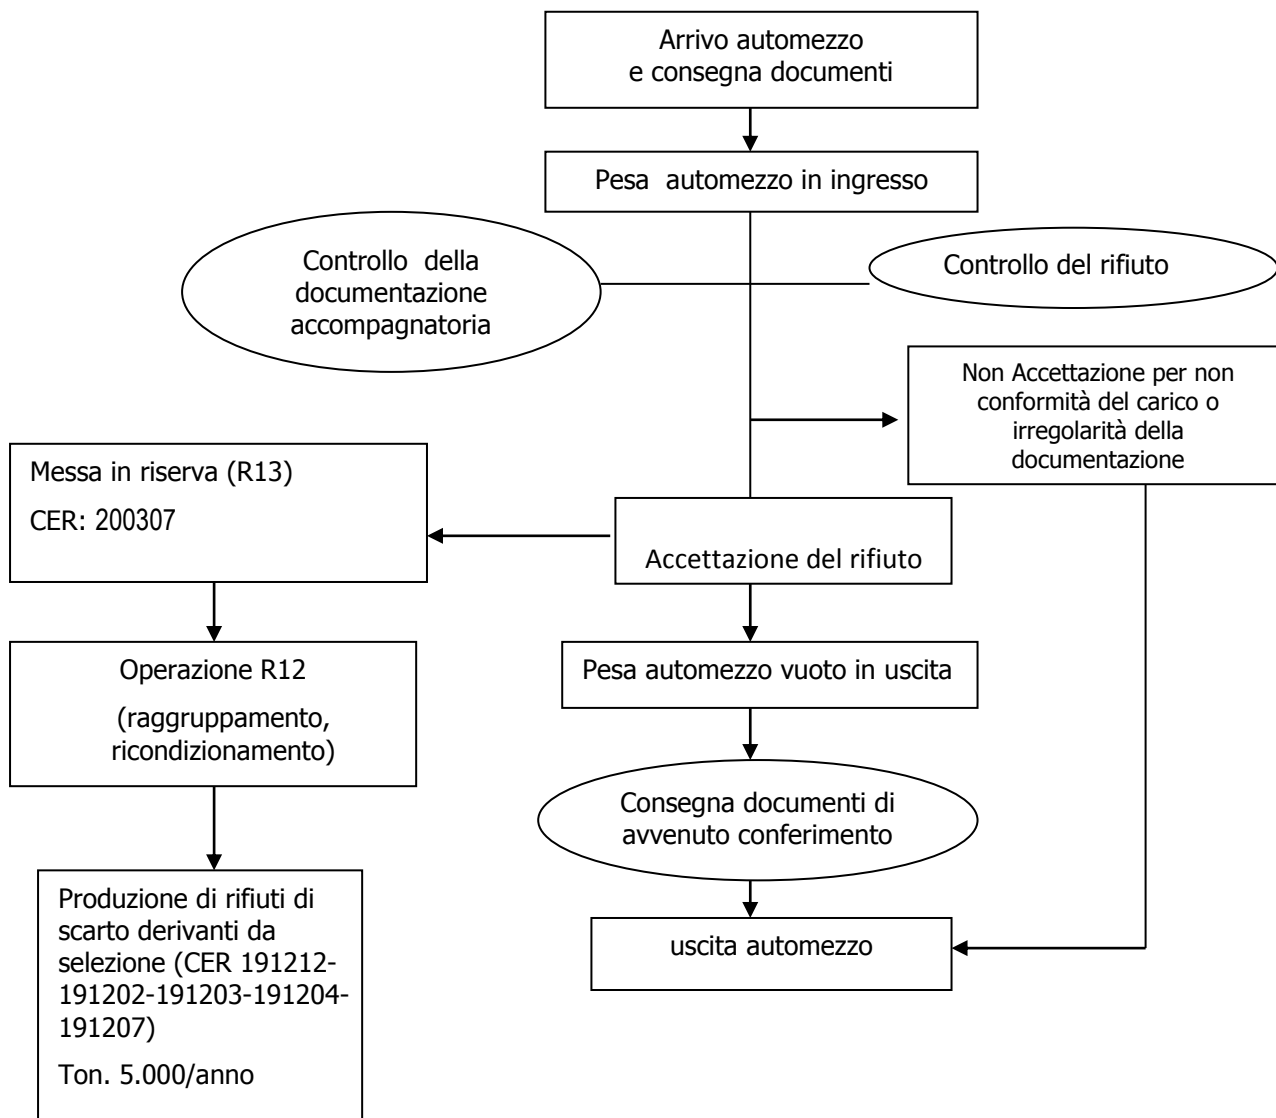 Arrivo automezzo
e consegna documenti
Pesa automezzo in ingresso
Controllo della
documentazione
accompagnatoria
Controllo del rifiuto
Non Accettazione per non
conformità del carico o
irregolarità della
documentazione
Messa in riserva (R13)
CER: 200307
Accettazione del rifiuto
Operazione R12
(raggruppamento,
ricondizionamento)
Pesa automezzo vuoto in uscita
Consegna documenti di
avvenuto conferimento
Produzione di rifiuti di
scarto derivanti da
selezione (CER 191212-
191202-191203-191204-
191207)
Ton. 5.000/anno
uscita automezzo